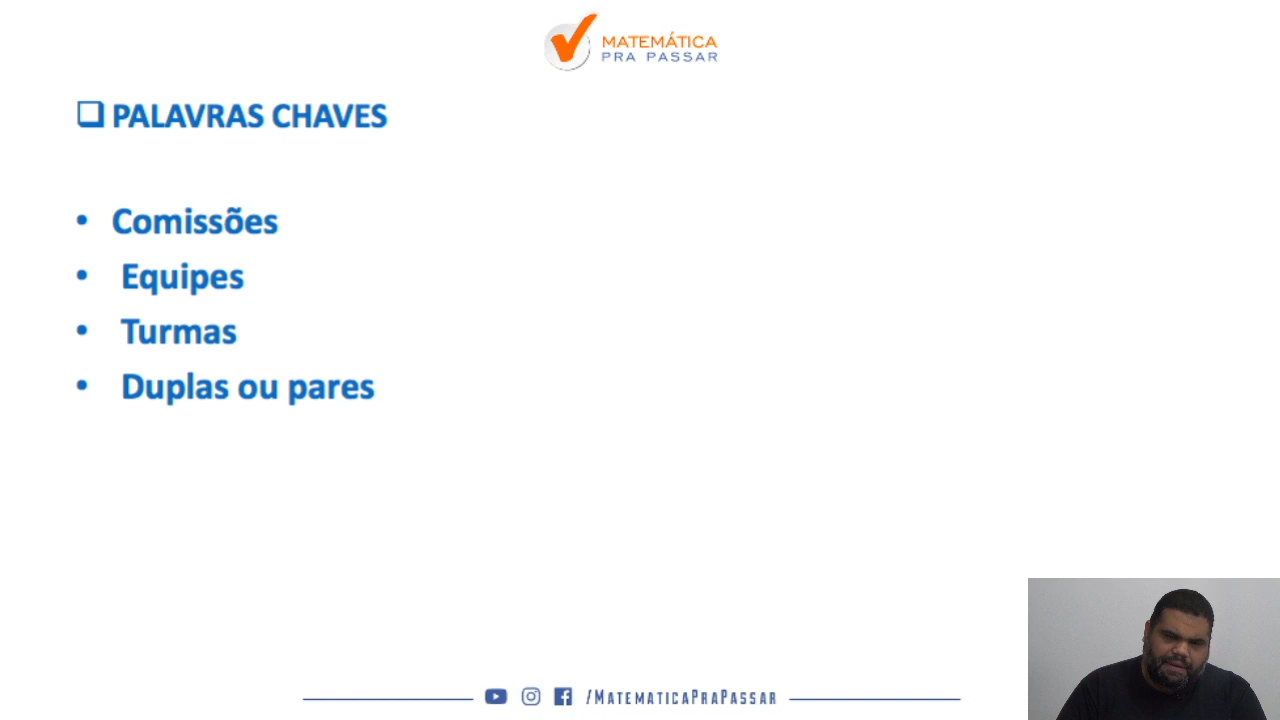 MATEMÁTICA
PRA PASSAR
PALAVRAS CHAVES
• Comissões
• Equipes
• Turmas
• Duplas ou pares
/MATEMATICAPRAPASSAR